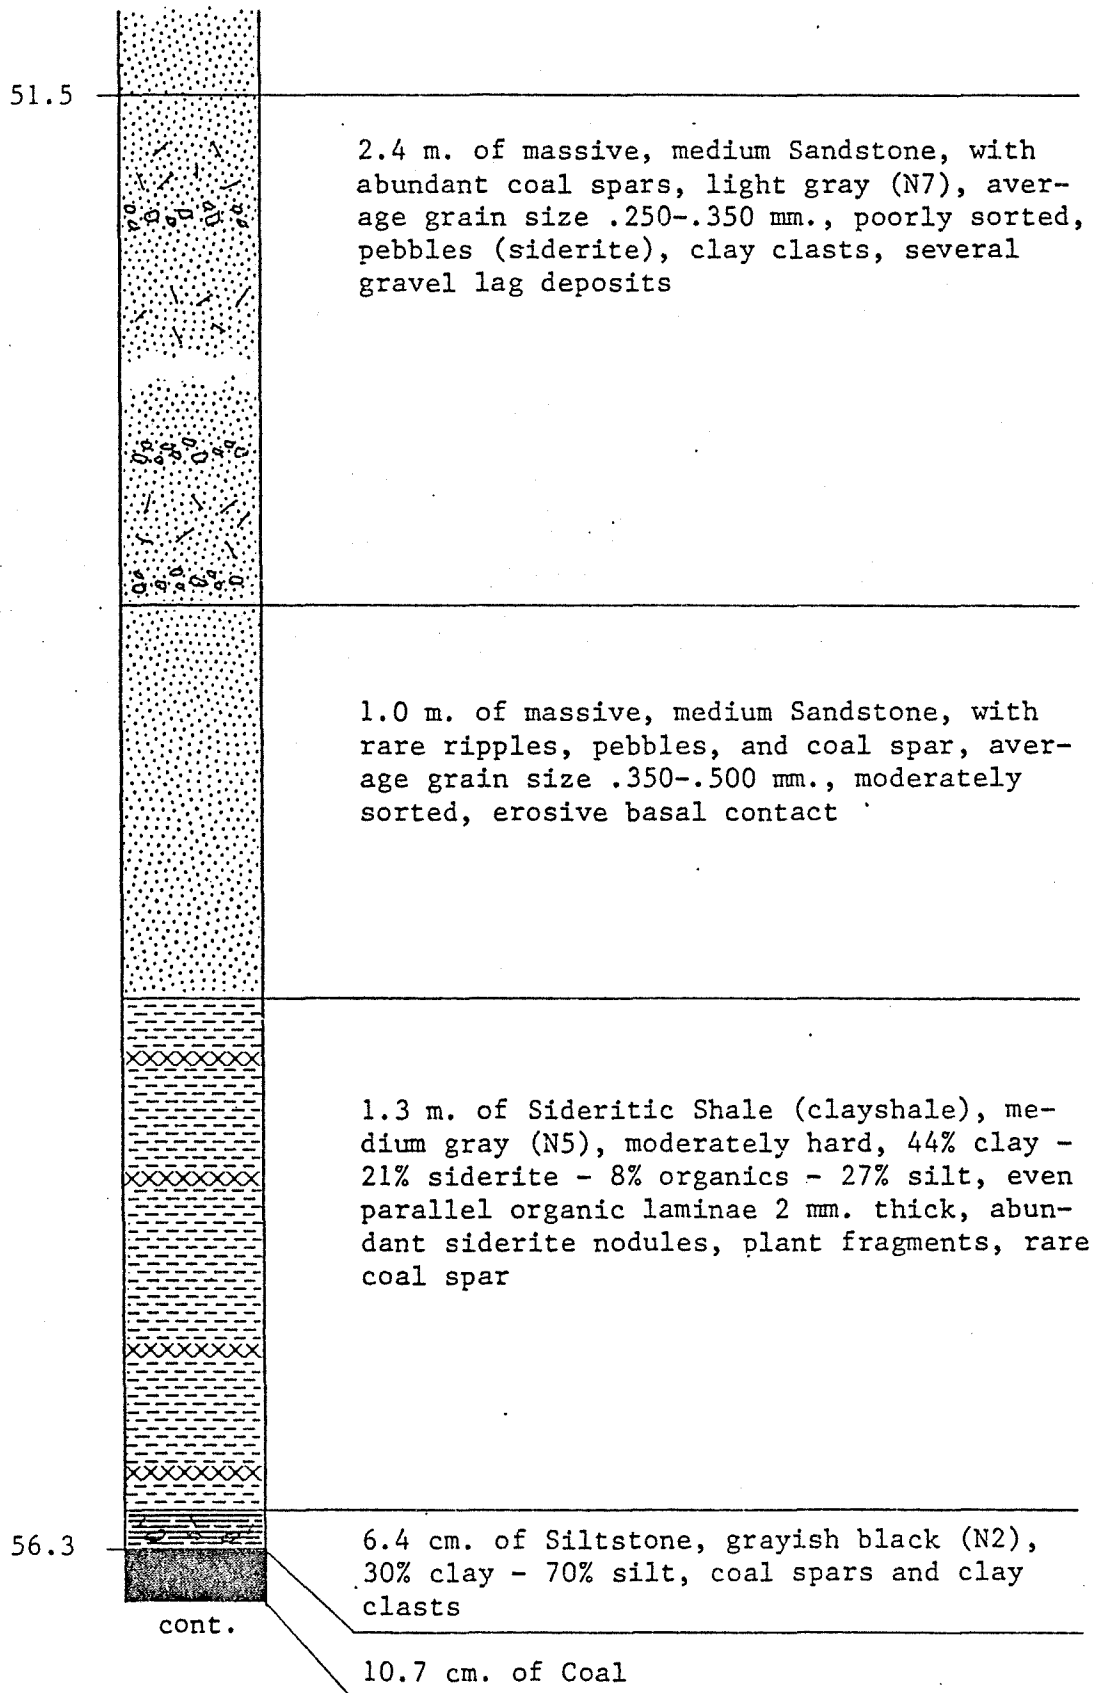 51.5
2.4 m. of massive, medium Sandstone, with
abundant coal spars, light gray (N7), aver-
age grain size .250-.350 mm., poorly sorted,
pebbles (siderite), clay clasts, several
gravel lag deposits
1.0 m. of massive, medium Sandstone, with
rare ripples, pebbles, and coal spar, aver-
age grain size .350-.500 mm., moderately
sorted, erosive basal contact
1.3 m. of Sideritic Shale (clayshale), me-
dium gray (N5), moderately hard, 44% clay -
21% siderite - 8% organics - 27% silt, even
parallel organic laminae 2 mm. thick, abun-
dant siderite nodules, plant fragments, rare
coal spar
56.3
6.4 cm. of Siltstone, grayish black (N2),
30% clay - 70% silt, coal spars and clay
clasts
cont.
10.7 cm. of Coal